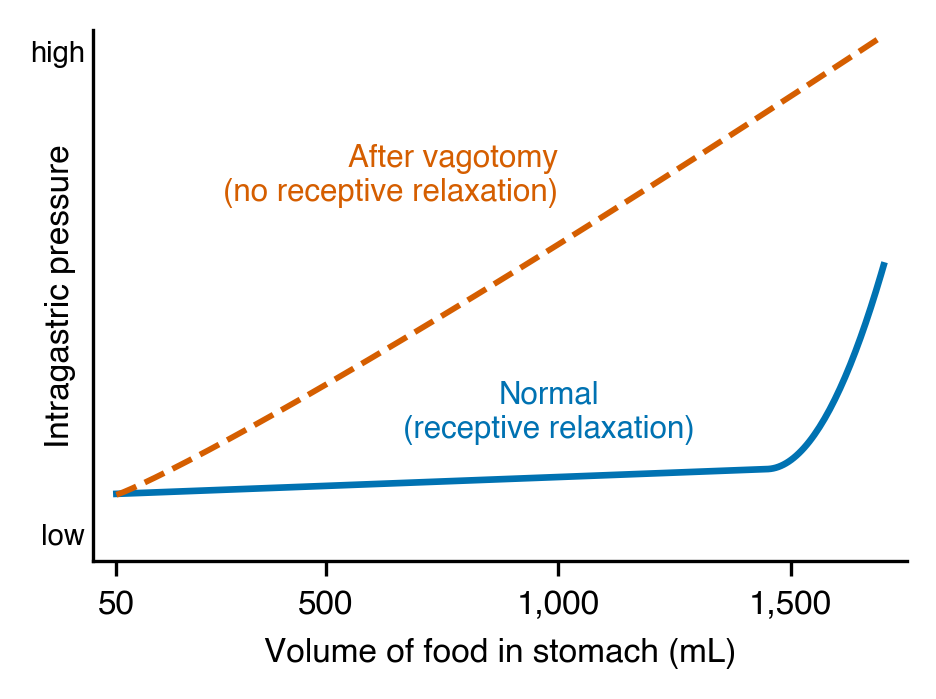 high
After vagotomy
(no receptive relaxation)
Intragastric pressure
Normal
(receptive relaxation)
low
50
500
1,000
1,500
Volume of food in stomach (mL)